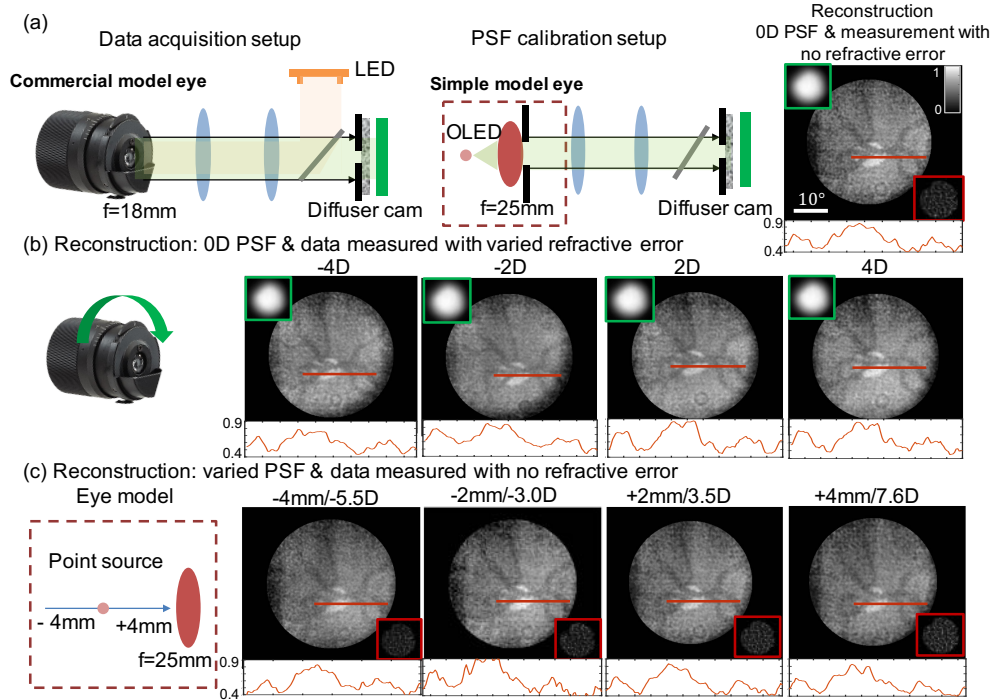 (a)
Data acquisition setup
PSF calibration setup
Reconstruction
0D PSF & measurement with
no refractive error
Commercial model eye
LED
Simple model eye
OLED
f=18mm
Diffuser cam
f=25mm
Diffuser cam
1
0
10°
0.9
0.4
(b) Reconstruction: 0D PSF & data measured with varied refractive error
-4D
-2D
2D
4D
0.9
0.4
(c) Reconstruction: varied PSF & data measured with no refractive error
Eye model
-4mm/-5.5D
-2mm/-3.0D
+2mm/3.5D
+4mm/7.6D
Point source
- 4mm
+4mm
f=25mm
0.9
0.4